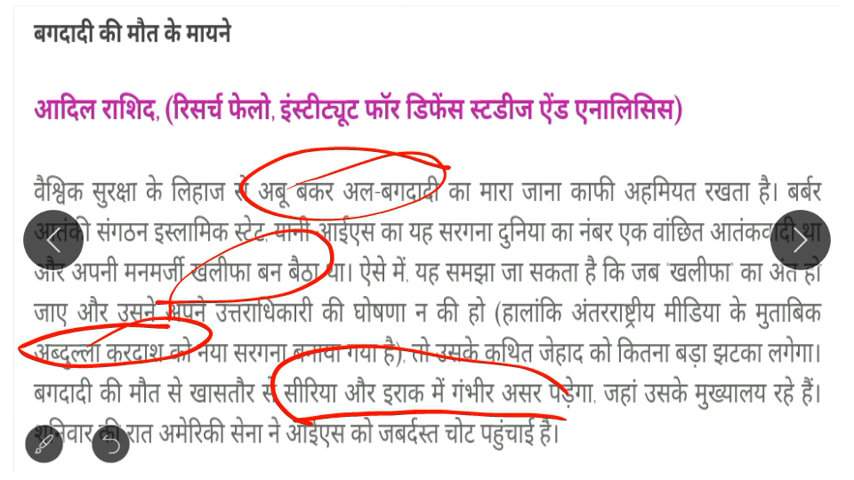 बगदादी की मौत के मायने
आदिल राशिद, (रिसर्च फेलो, इंस्टीट्यूट फॉर डिफेंस स्टडीज ऐंड एनालिसिस)
वैश्विक सुरक्षा के लिहाज से अबू बकर अल-बगदादी का मारा जाना काफी अहमियत रखता है। बर्बर
आतंकी संगठन इस्लामिक स्टेट, यानी आईएस का यह सरगना दुनिया का नंबर एक वांछित आतंकवादी था
और अपनी मनमर्जी खलीफा बन बैठा था। ऐसे में, यह समझा जा सकता है कि जब 'खलीफा' का अंत हो
जाए और उसने अपने उत्तराधिकारी की घोषणा न की हो (हालांकि अंतरराष्ट्रीय मीडिया के मुताबिक
अब्दुल्ला करदाश को नया सरगना बनाया गया है), तो उसके कथित जेहाद को कितना बड़ा झटका लगेगा।
बगदादी की मौत से खासतौर से सीरिया और इराक में गंभीर असर पड़ेगा, जहां उसके मुख्यालय रहे हैं।
शनिवार की रात अमेरिकी सेना ने आईएस को जबर्दस्त चोट पहुंचाई है।